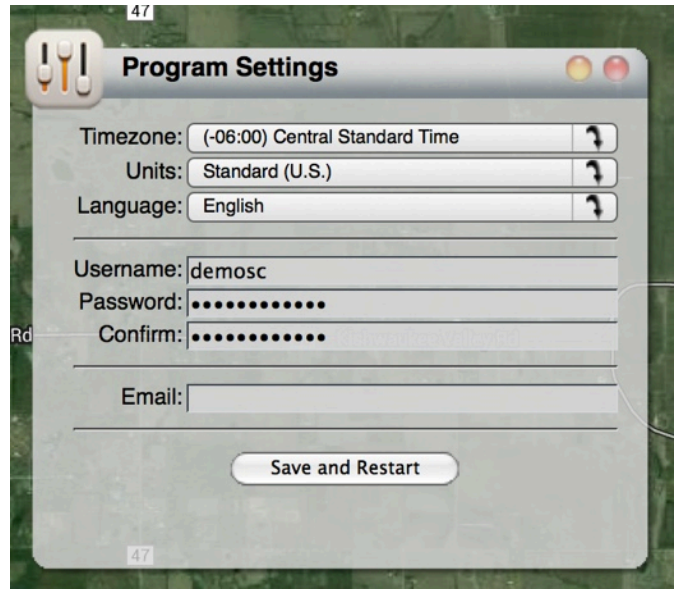 47
Program Settings
Timezone: (-06:00) Central Standard Time
Units: Standard (U.S.)
Language: English
Username: demosc
Password: ••••••••••••
Rd Confirm: ••••••••••••
Email:
Save and Restart
47